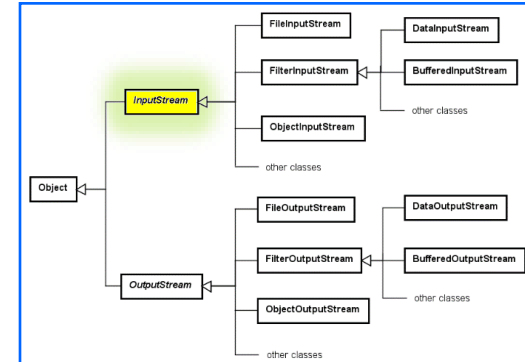 FileInputStream
DataInputStream
FilterInputStream
BufferedInputStream
InputStream
other classes
ObjectInputStream
other classes
Object
FileOutputStream
DataOutputStream
FilterOutputStream
BufferedOutputStream
OutputStream
other classes
ObjectOutputStream
other classes